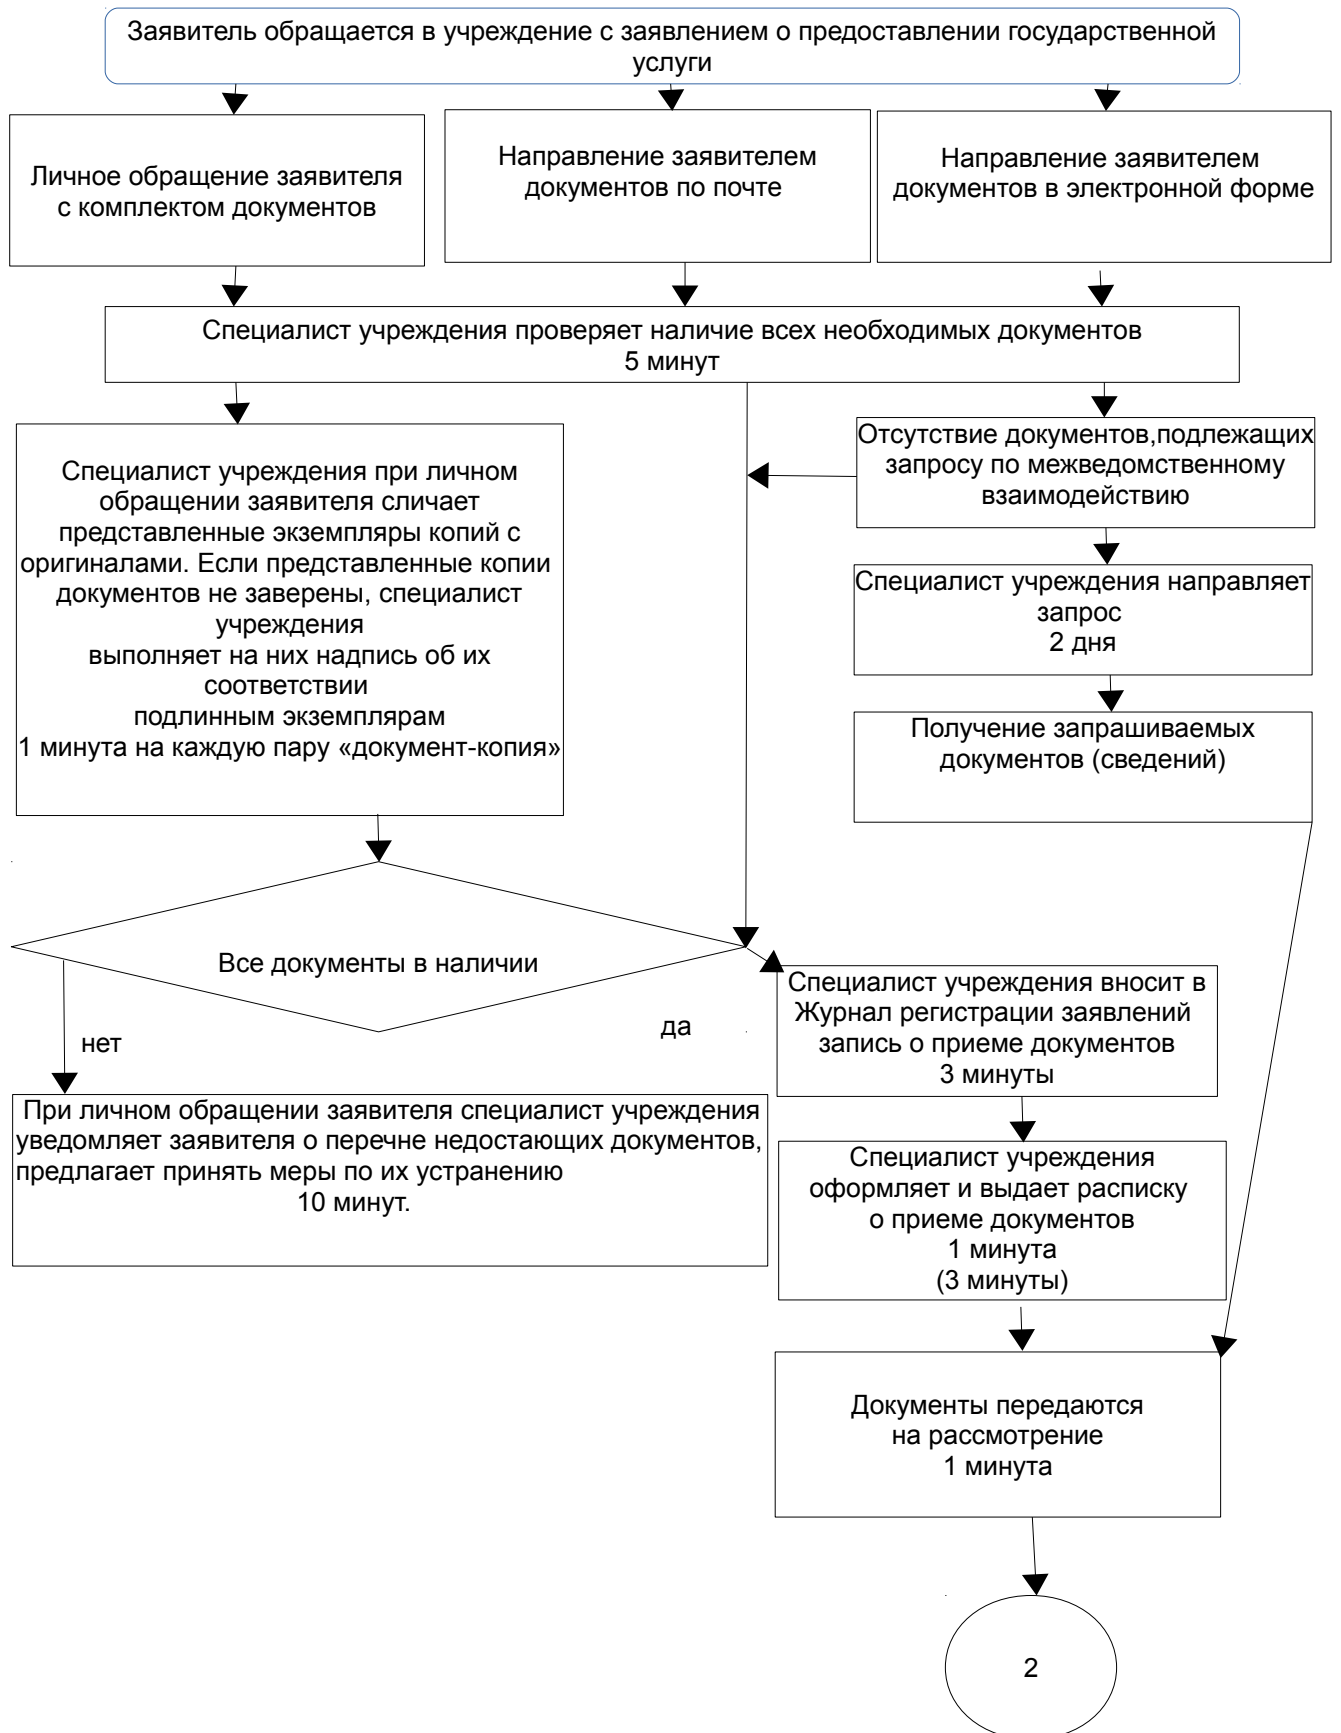 Заявитель обращается в учреждение с заявлением о предоставлении государственной
услуги
Личное обращение заявителя
с комплектом документов
Направление заявителем
документов по почте
Направление заявителем
документов в электронной форме
Специалист учреждения проверяет наличие всех необходимых документов
5 минут
Специалист учреждения при личном
обращении заявителя сличает
представленные экземпляры копий с
оригиналами. Если представленные копии
документов не заверены, специалист
учреждения
выполняет на них надпись об их
соответствии
подлинным экземплярам
1 минута на каждую пару «документ-копия»
Отсутствие документов,подлежащих
запросу по межведомственному
взаимодействию
Специалист учреждения направляет
запрос
2 дня
Получение запрашиваемых
документов (сведений)
Все документы в наличии
нет
да
При личном обращении заявителя специалист учреждения
уведомляет заявителя о перечне недостающих документов,
предлагает принять меры по их устранению
10 минут.
Специалист учреждения вносит в
Журнал регистрации заявлений
запись о приеме документов
3 минуты
Специалист учреждения
оформляет и выдает расписку
о приеме документов
1 минута
(3 минуты)
Документы передаются
на рассмотрение
1 минута
2